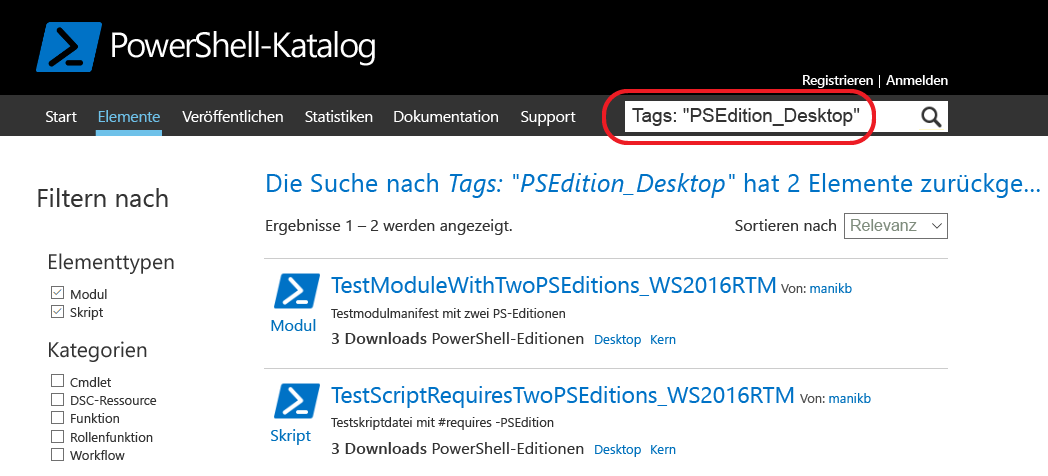 PowerShell-Katalog
Registrieren | Anmelden
Start Elemente Veröffentlichen Statistiken Dokumentation Support Tags: "PSEdition_Desktop"
Filtern nach
Die Suche nach Tags: "PSEdition_Desktop" hat 2 Elemente zurückge...
Ergebnisse 1 – 2 werden angezeigt.
Sortieren nach Relevanz
Elementtypen
Modul
Skript
Kategorien
Cmdlet
DSC-Ressource
Funktion
Rollenfunktion
Workflow
TestModuleWithTwoPSEditions_WS2016RTM Von: manikb
Modul
Testmodulmanifest mit zwei PS-Editionen
3 Downloads PowerShell-Editionen Desktop Kern
TestScriptRequiresTwoPSEditions_WS2016RTM Von: manikb
Skript
Testskriptdatei mit #requires -PSEdition
3 Downloads PowerShell-Editionen Desktop Kern